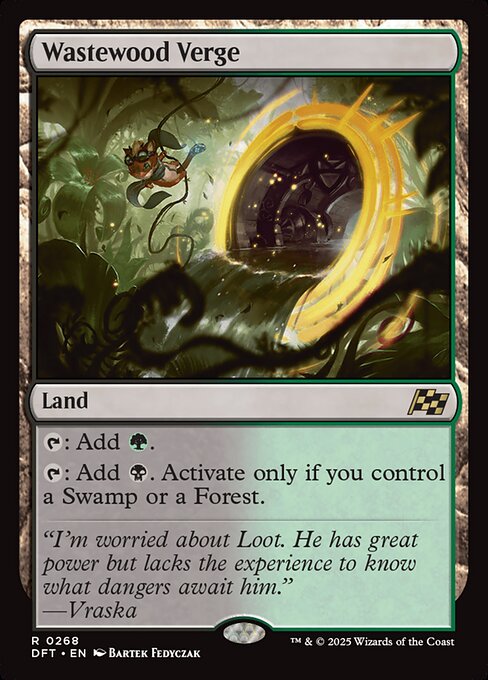 Wastewood Verge
Land
: Add .
: Add . Activate only if you control
a Swamp or a Forest.
“I’m worried about Loot. He has great
power but lacks the experience to know
what dangers await him.”
—Vraska
R 0268
DFT • EN Bartek Fedyczak
™ & © 2025 Wizards of the Coast